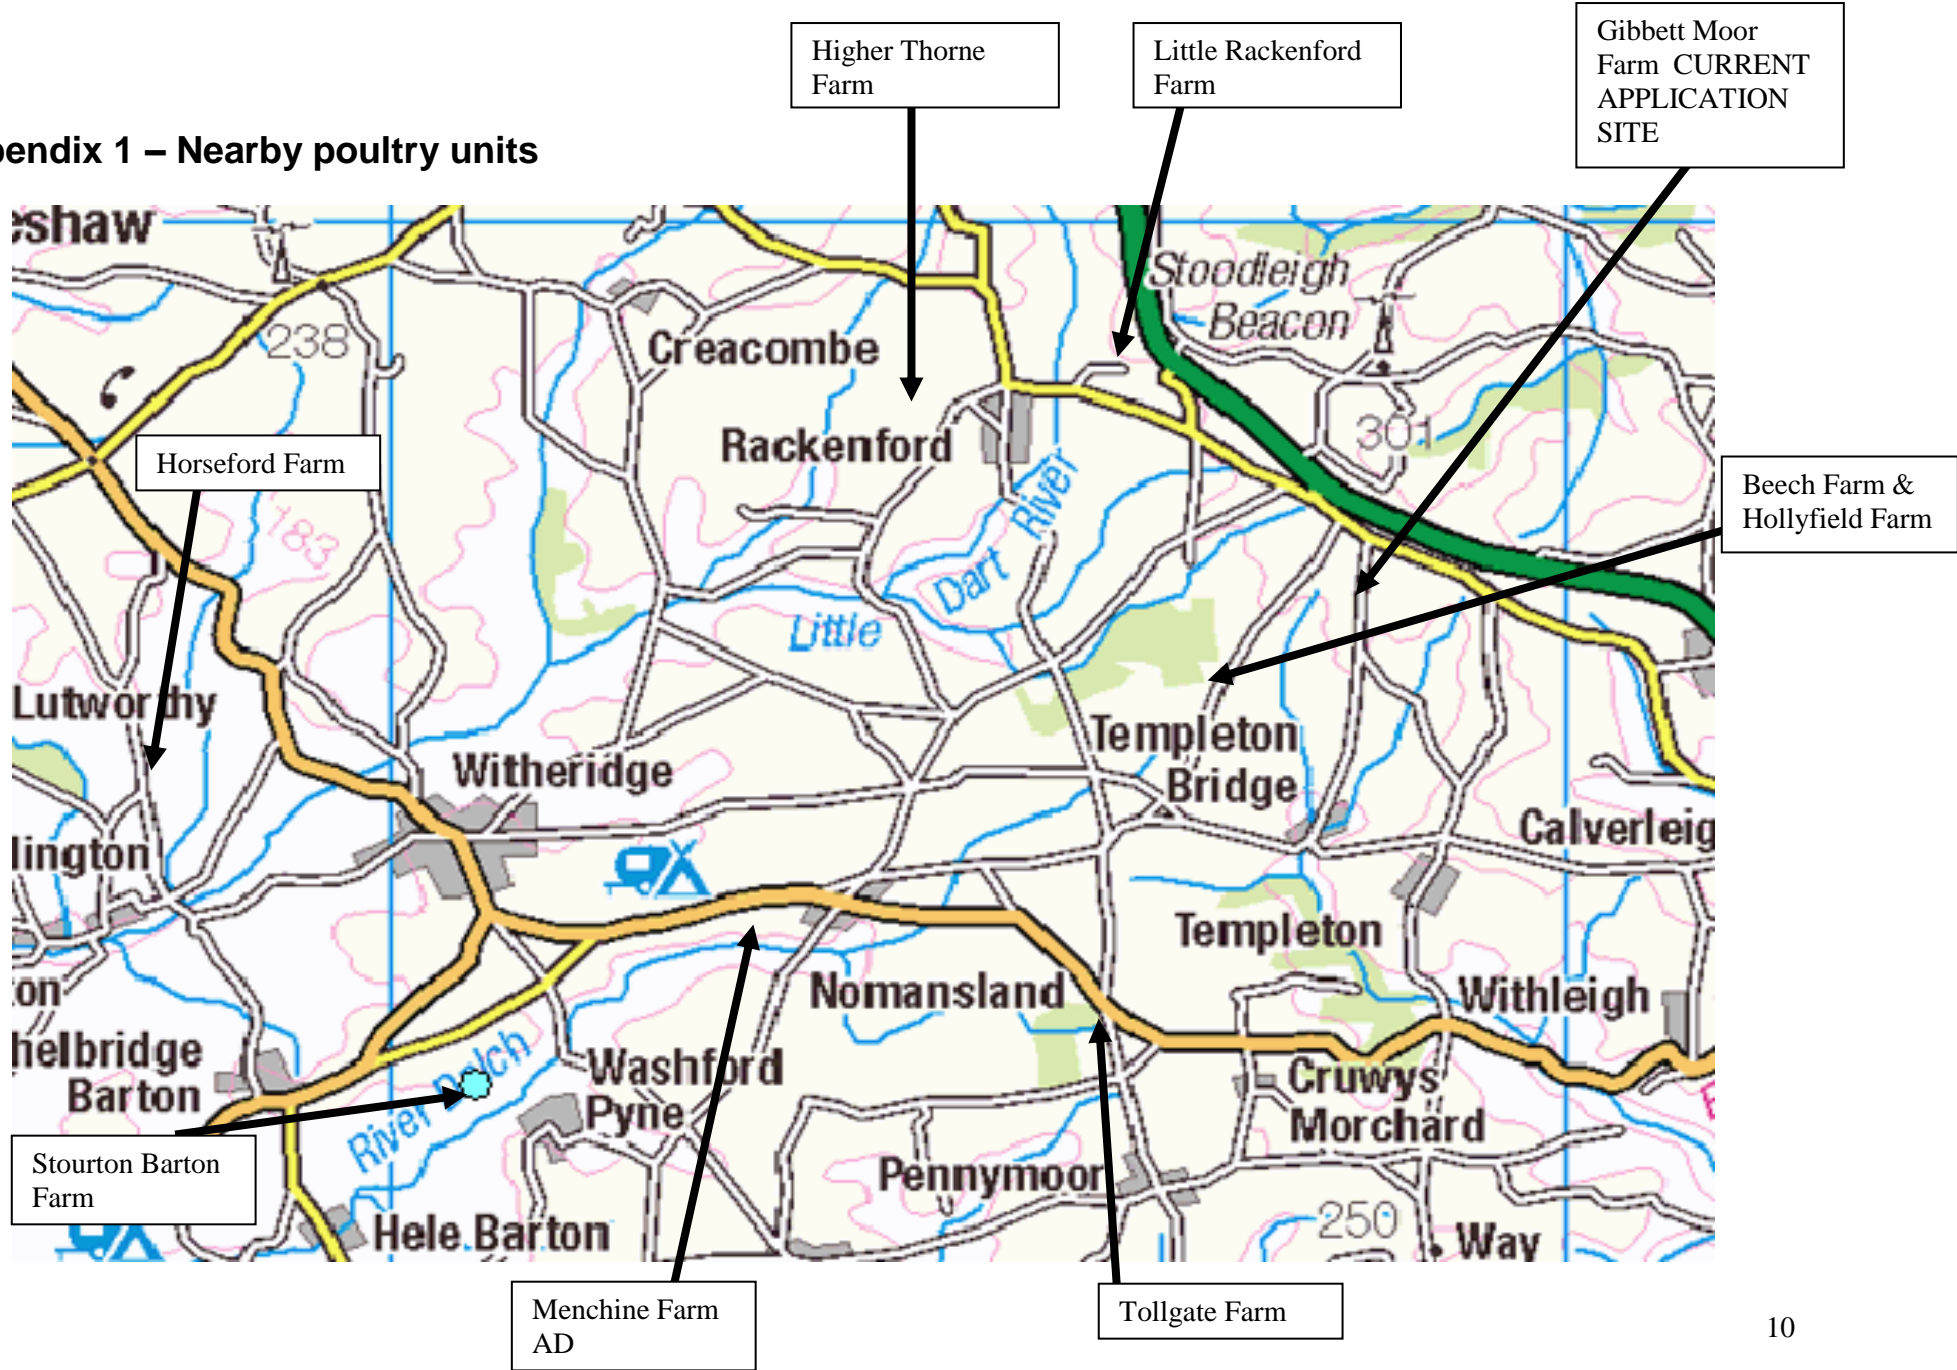 Higher Thorne
Farm
Little Rackenford
Farm
Gibbett Moor
Farm CURRENT
APPLICATION
SITE
pendix 1 – Nearby poultry units
eshaw
Stoodleigh
Beacon
238
Creacombe
301
Rackenford
Horseford Farm
Beech Farm &
Hollyfield Farm
183
River
Dart
Little
Lutworthy
Templeton
Bridge
Witheridge
Calverleig
lington
Templeton
Nomansland
Withleigh
ton
helbridge
Barton
River Dalch
Washford
Pyne
Cruwys
Morchard
Stourton Barton
Farm
Pennymoor
250
Hele Barton
Way
Menchine Farm
AD
Tollgate Farm
10